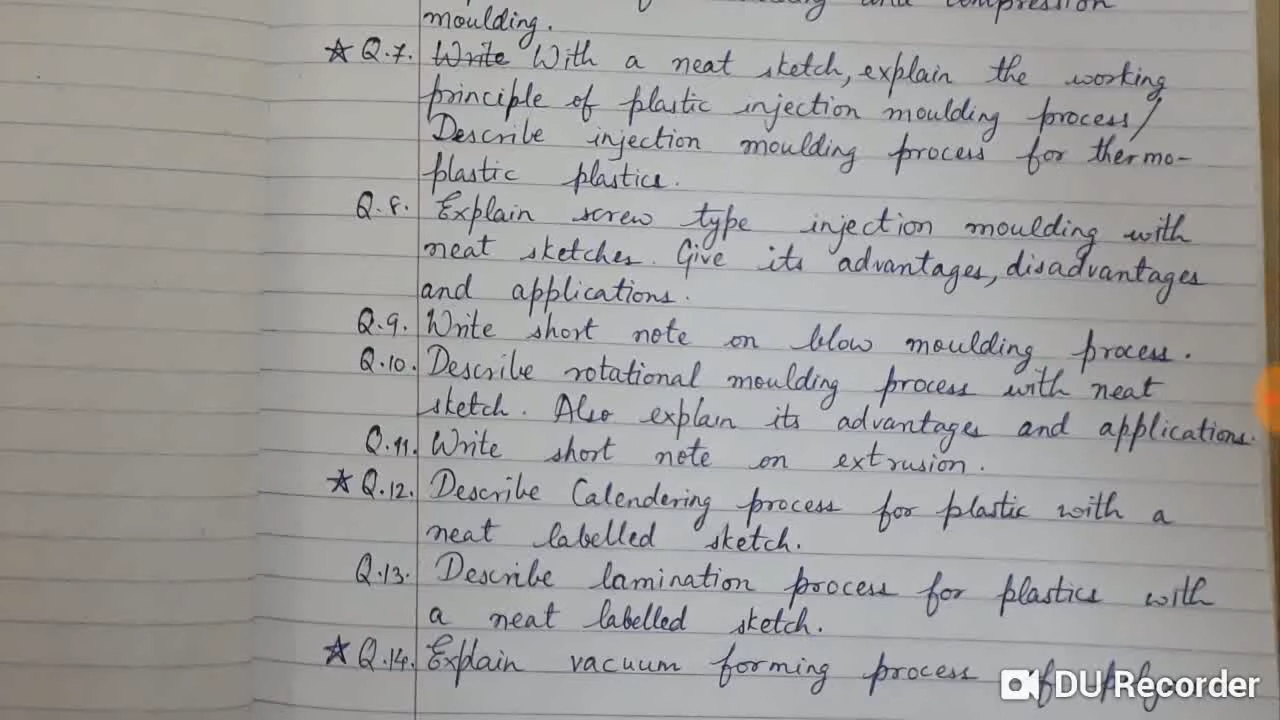 and compression
moulding.
☆ Q.7. Write With a neat sketch, explain the working
principle of plastic injection moulding process/
Describe injection moulding process for thermo-
plastic plastics.
Q.8. Explain screw type injection moulding with
neat sketches. Give its advantages, disadvantages
and applications.
Q.9. Write short note on blow moulding process.
Q.10. Describe rotational moulding process with neat
sketch. Also explain its advantages and applications.
Q.11. Write short note on extrusion.
☆ Q.12. Describe Calendering process for plastic with a
neat labelled sketch.
Q.13. Describe lamination process for plastics with
a neat labelled sketch.
☆ Q.14. Explain vacuum forming process
DU Recorder